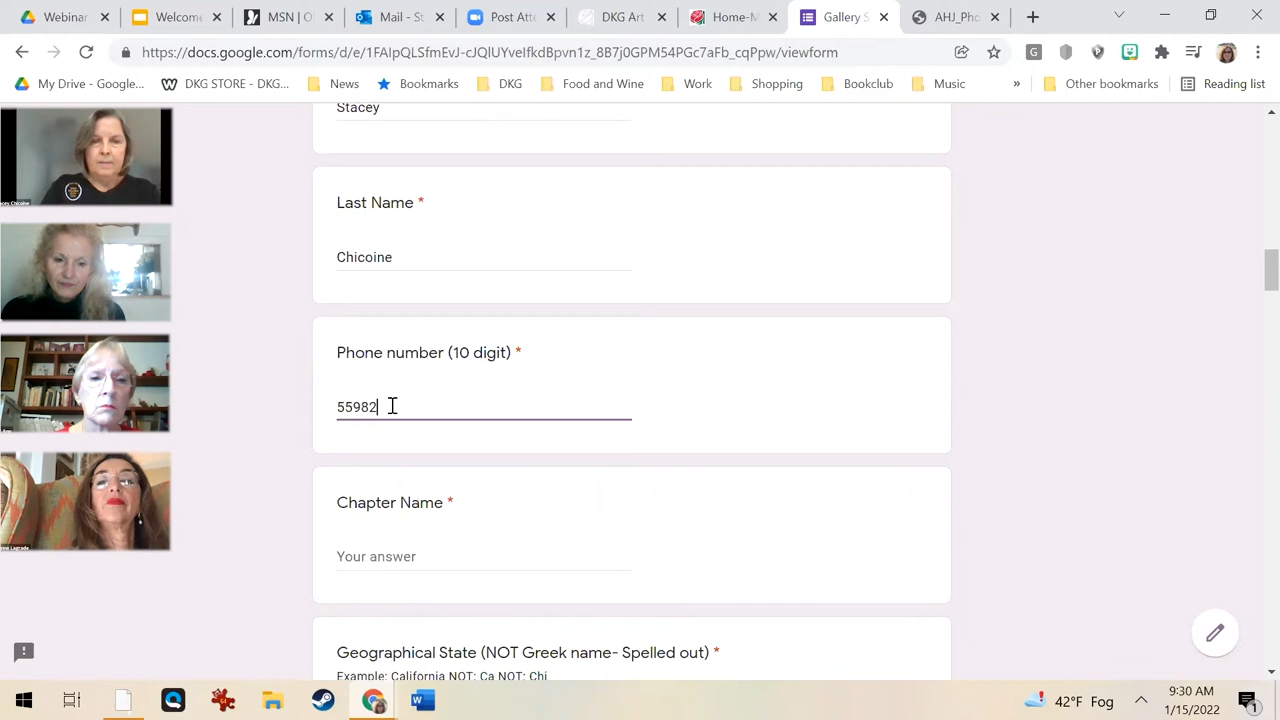 Webinar
Welcome
MSN | O
Mail - St
Post Att
DKG Art
Home-M
Gallery S
AHJ_Pho
https://docs.google.com/forms/d/e/1FAIpQLSfmEvJ-cJQlUYvelfkdBpvn1z_8B7j0GPM54PGc7aFb_cqPpw/viewform
My Drive - Google...
DKG STORE - DKG...
News
Bookmarks
DKG
Food and Wine
Work
Shopping
Bookclub
Music
»
Other bookmarks
Reading list
Stacey
Last Name *
Chicoine
Phone number (10 digit) *
55982
Chapter Name *
Your answer
Geographical State (NOT Greek name- Spelled out) *
Example: California NOT: Ca NOT: Chi
42°F Fog
9:30 AM
1/15/2022
1